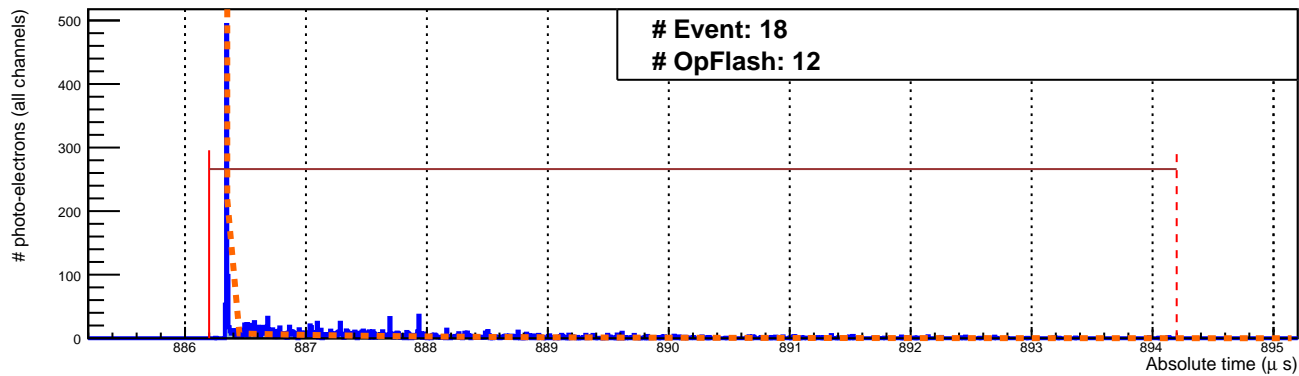 # Event: 18
# OpFlash: 12
# photo-electrons (all channels)
500
400
300
200
100
0
886 887 888 889 890 891 892 893 894 895
Absolute time (μ s)